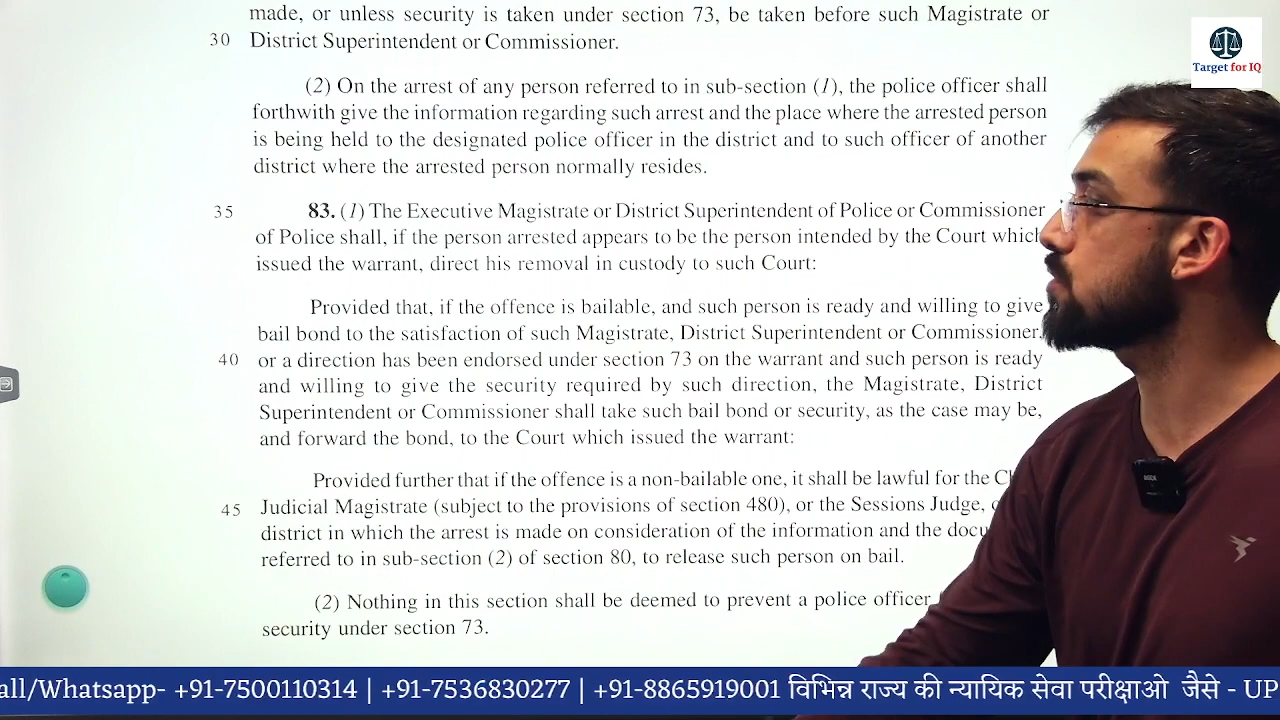 made, or unless security is taken under section 73, be taken before such Magistrate or
30 District Superintendent or Commissioner.
Target for IQ
(2) On the arrest of any person referred to in sub-section (1), the police officer shall
forthwith give the information regarding such arrest and the place where the arrested person
is being held to the designated police officer in the district and to such officer of another
district where the arrested person normally resides.
35 83. (1) The Executive Magistrate or District Superintendent of Police or Commissioner
of Police shall, if the person arrested appears to be the person intended by the Court which
issued the warrant, direct his removal in custody to such Court:
Provided that, if the offence is bailable, and such person is ready and willing to give
bail bond to the satisfaction of such Magistrate, District Superintendent or Commissioner,
40 or a direction has been endorsed under section 73 on the warrant and such person is ready
and willing to give the security required by such direction, the Magistrate, District
Superintendent or Commissioner shall take such bail bond or security, as the case may be,
and forward the bond, to the Court which issued the warrant:
Provided further that if the offence is a non-bailable one, it shall be lawful for the
45 Judicial Magistrate (subject to the provisions of section 480), or the Sessions Judge,
district in which the arrest is made on consideration of the information and the
referred to in sub-section (2) of section 80, to release such person on bail.
(2) Nothing in this section shall be deemed to prevent a police officer
security under section 73.
all/Whatsapp- +91-7500110314 | +91-7536830277 | +91-8865919001 विभिन्न राज्य की न्यायिक सेवा परीक्षाओ जैसे - UP